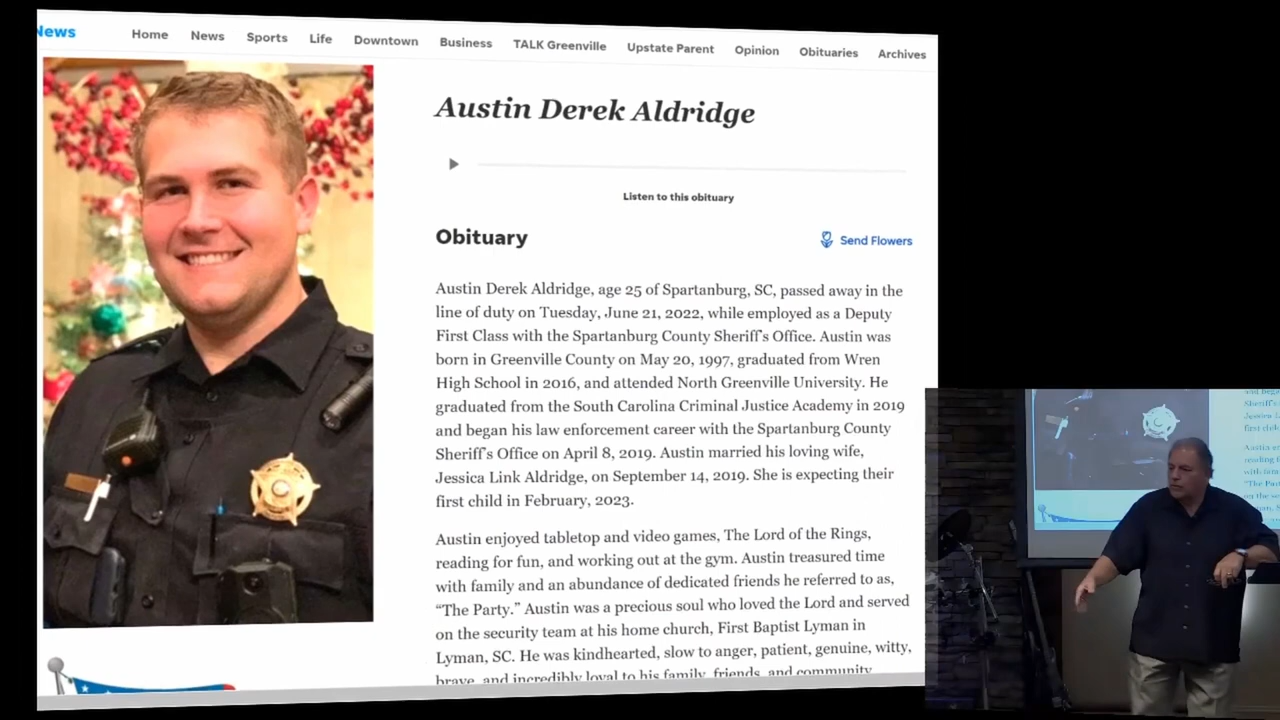 News
Home News Sports Life Downtown Business TALK Greenville Upstate Parent Opinion Obituaries Archives
Austin Derek Aldridge
Listen to this obituary
Obituary
Send Flowers
Austin Derek Aldridge, age 25 of Spartanburg, SC, passed away in the
line of duty on Tuesday, June 21, 2022, while employed as a Deputy
First Class with the Spartanburg County Sheriff's Office. Austin was
born in Greenville County on May 20, 1997, graduated from Wren
High School in 2016, and attended North Greenville University. He
graduated from the South Carolina Criminal Justice Academy in 2019
and began his law enforcement career with the Spartanburg County
Sheriff's Office on April 8, 2019. Austin married his loving wife,
Jessica Link Aldridge, on September 14, 2019. She is expecting their
first child in February, 2023.
Austin enjoyed tabletop and video games, The Lord of the Rings,
reading for fun, and working out at the gym. Austin treasured time
with family and an abundance of dedicated friends he referred to as,
“The Party.” Austin was a precious soul who loved the Lord and served
on the security team at his home church, First Baptist Lyman in
Lyman, SC. He was kindhearted, slow to anger, patient, genuine, witty,
brave, and incredibly loyal to his family, friends, and community